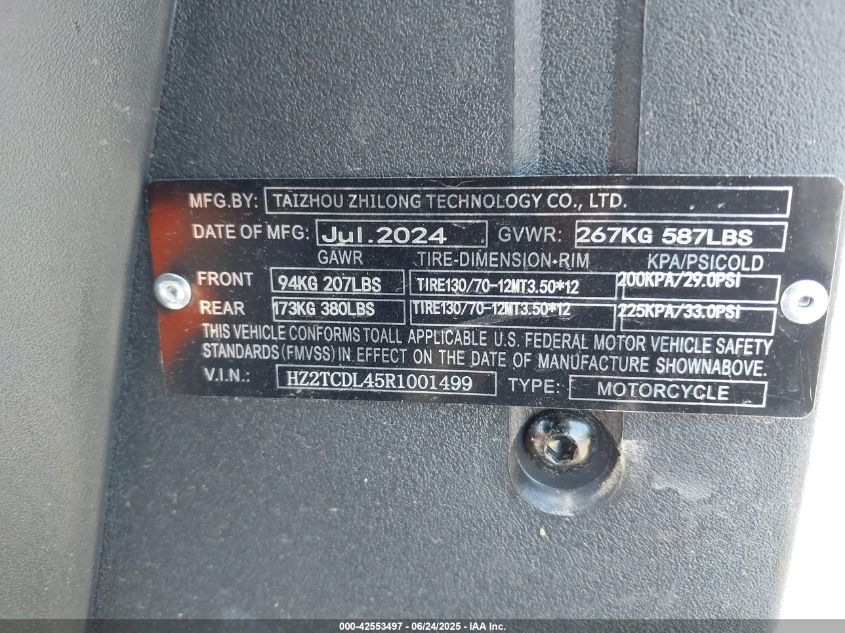 MFG.BY: TAIZHOU ZHILONG TECHNOLOGY CO., LTD.
DATE OF MFG: Jul.2024 GVWR: 267KG 587LBS
GAWR TIRE-DIMENSION•RIM KPA/PSICOLD
FRONT 94KG 207LBS TIRE130/70-12MT3.50*12 200KPA/29.0PSI
REAR 173KG 380LBS TIRE130/70-12MT3.50*12 225KPA/33.0PSI
THIS VEHICLE CONFORMS TOALL APPLICABLE U.S. FEDERAL MOTOR VEHICLE SAFETY
STANDARDS (FMVSS) IN EFFECT ON THE DATE OF MANUFACTURE SHOWNABOVE.
V.I.N.: HZ2TCDL45R1001499 TYPE: MOTORCYCLE
000-42553497 - 06/24/2025 - IAA Inc.